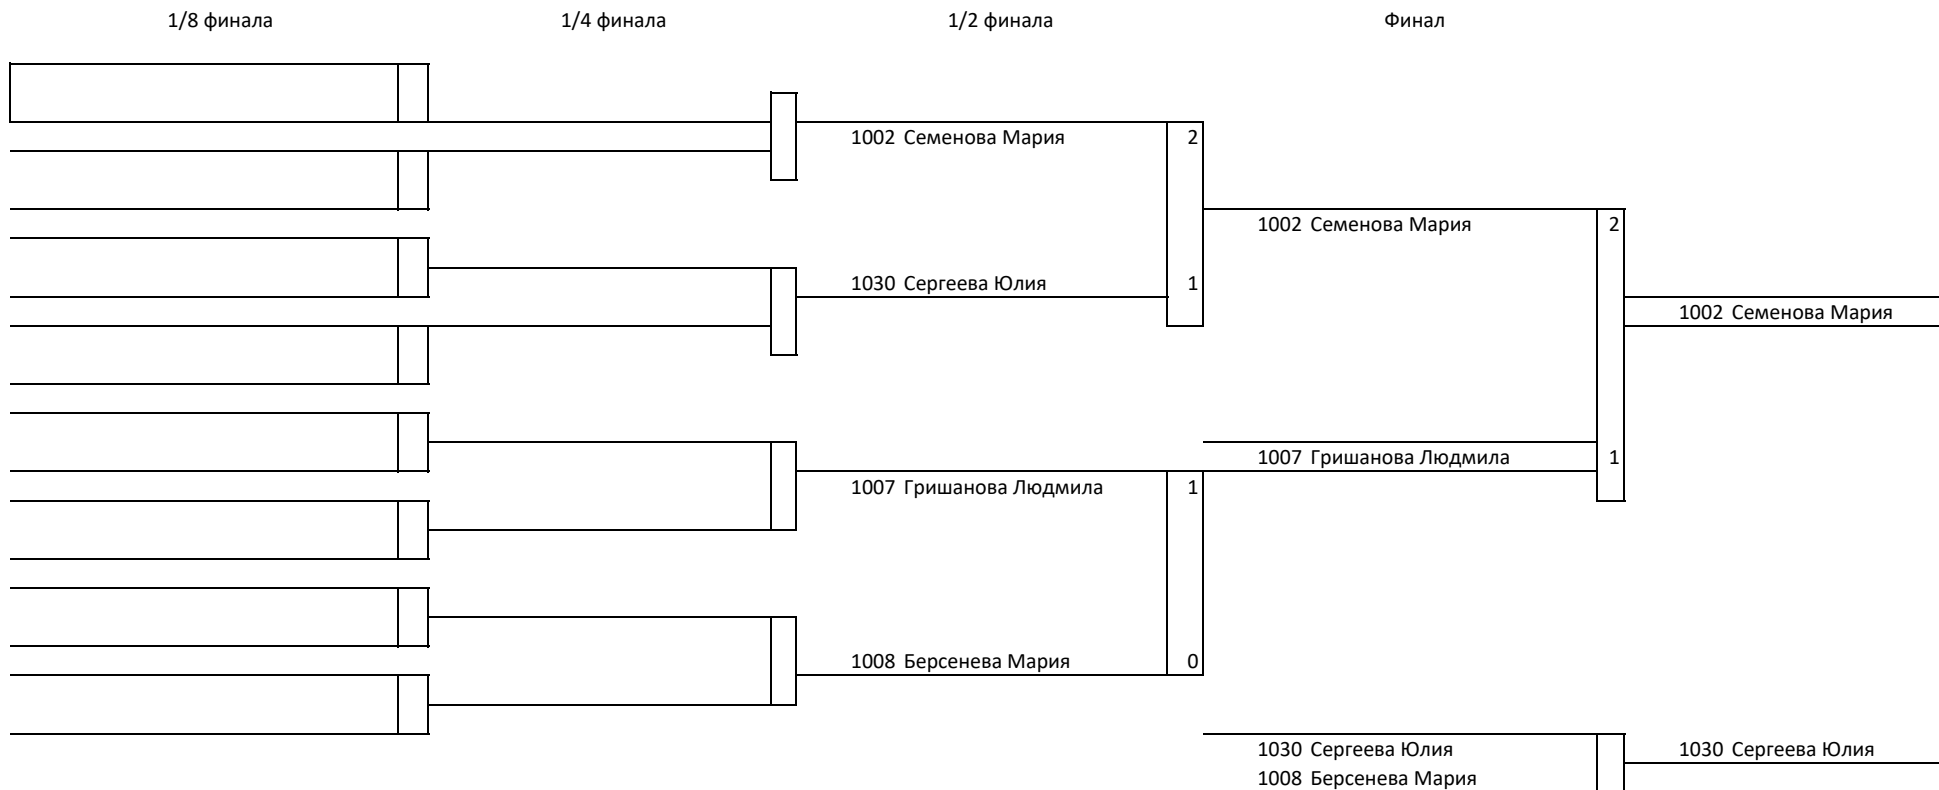 1/8 финала 1/4 финала 1/2 финала Финал
1002 Семенова Мария 2
1002 Семенова Мария 2
1030 Сергеева Юлия 1
1002 Семенова Мария
1007 Гришанова Людмила 1
1007 Гришанова Людмила 1
1008 Берсенева Мария 0
1030 Сергеева Юлия 1030 Сергеева Юлия
1008 Берсенева Мария